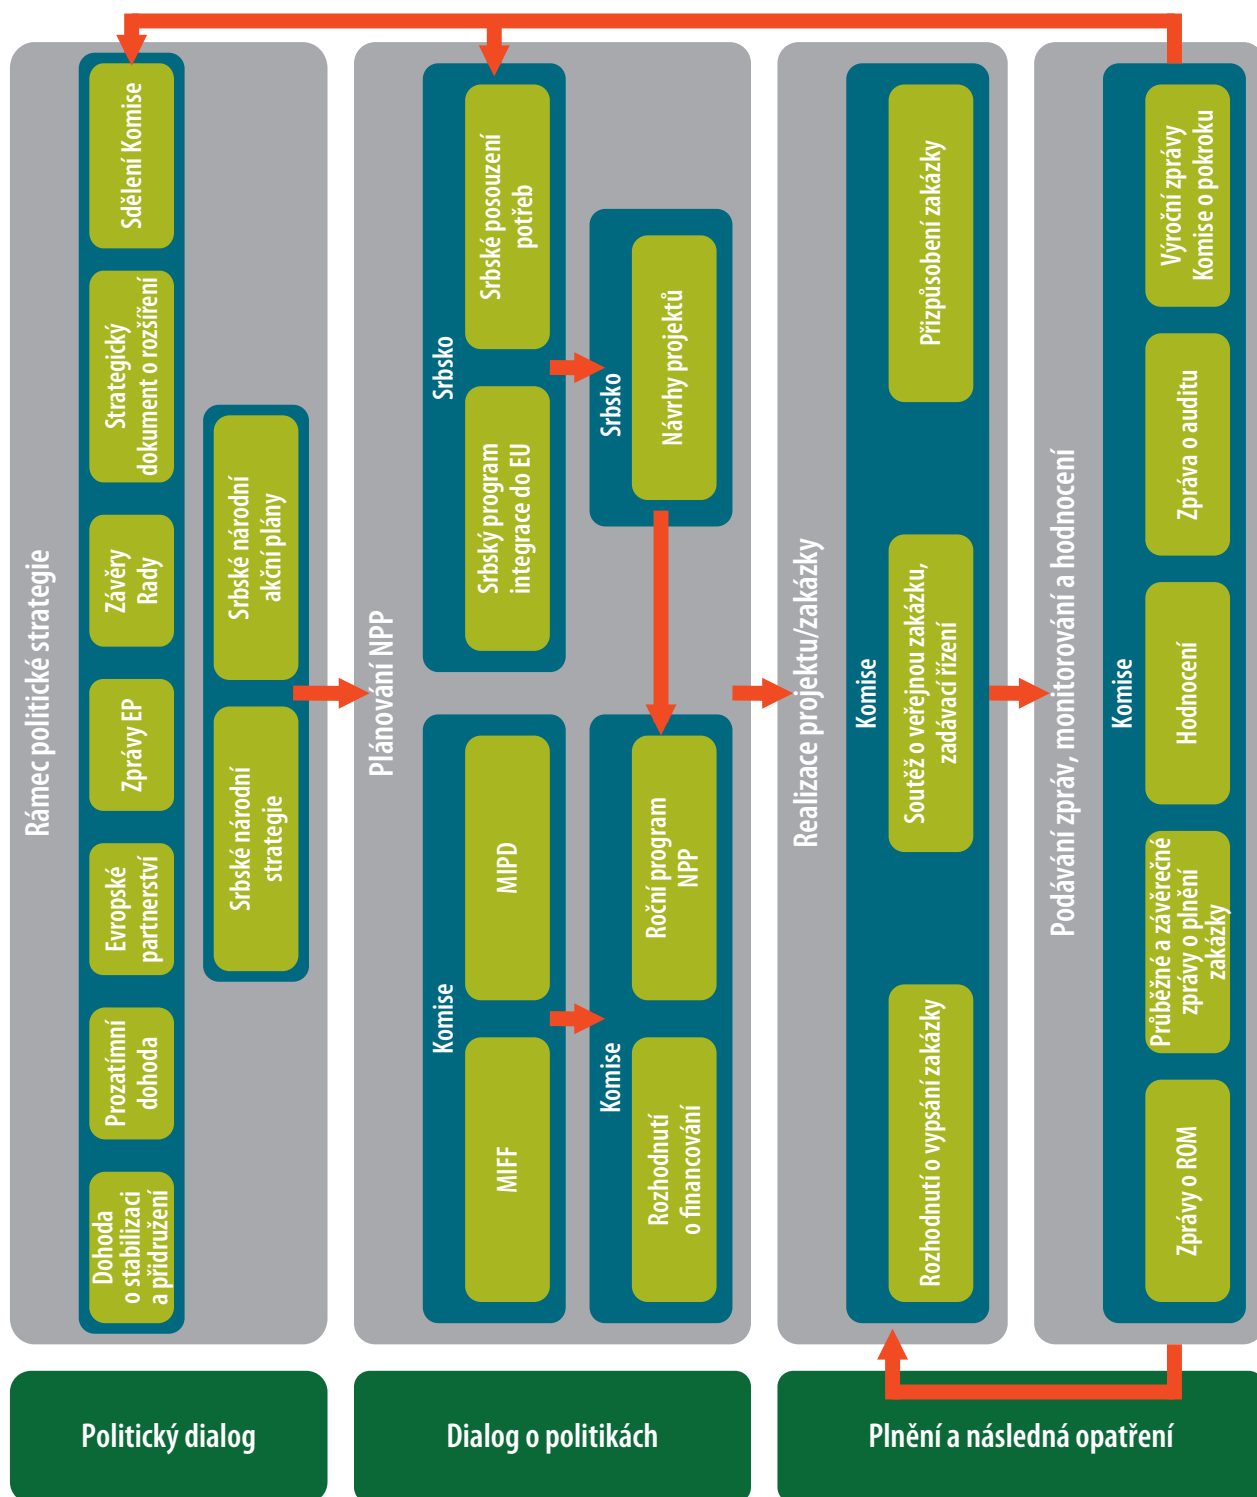 Politický dialog
Rámec politické strategie
Dohoda
o stabilizaci
a přidružení
Prozatímní
dohoda
Evropské
partnerství
Zprávy EP
Závěry
Rady
Strategický
dokument o rozšíření
Sdělení Komise
Srbské národní
strategie
Srbské národní
akční plány
Dialog o politikách
Plánování NPP
Komise
MIFF
MIPD
Srbsko
Srbský program
integrace do EU
Srbské posouzení
potřeb
Komise
Rozhodnutí
o financování
Roční program
NPP
Srbsko
Návrhy projektů
Plnění a následná opatření
Realizace projektu/zakázky
Komise
Rozhodnutí o vypsání zakázky
Soutěž o veřejnou zakázku,
zadávací řízení
Přizpůsobení zakázky
Podávání zpráv, monitorování a hodnocení
Komise
Zprávy o ROM
Průběžné a závěrečné
zprávy o plnění
zakázky
Hodnocení
Zpráva o auditu
Výroční zprávy
Komise o pokroku